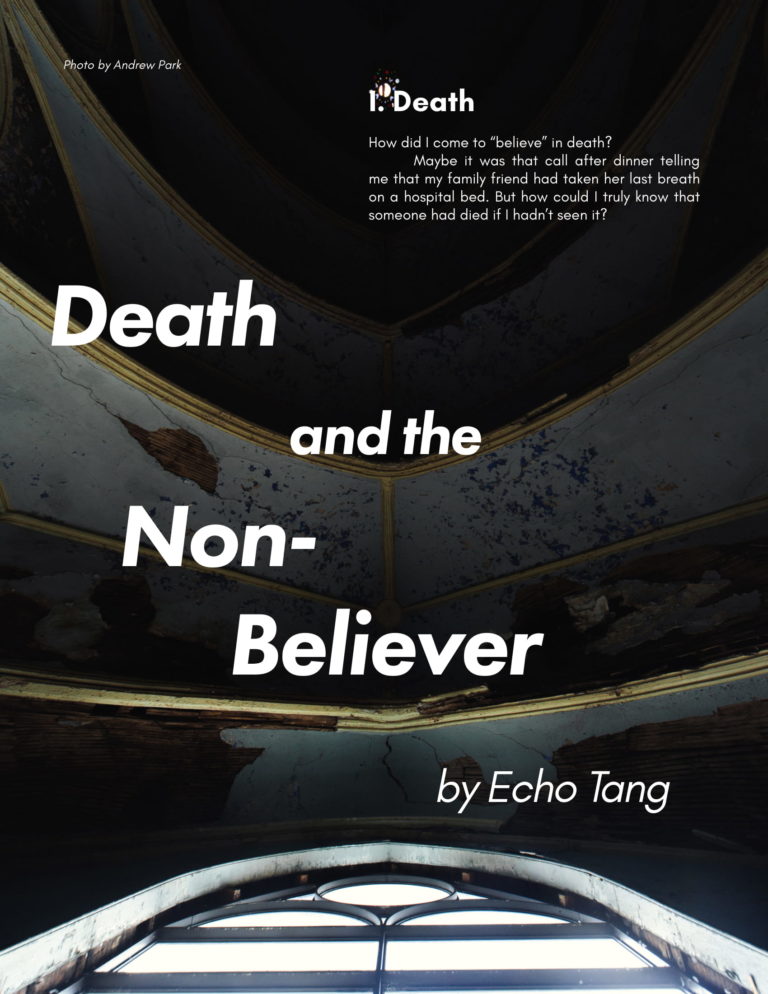 Photo by Andrew Park
I. Death
How did I come to “believe” in death?
Maybe it was that call after dinner telling
me that my family friend had taken her last breath
on a hospital bed. But how could I truly know that
someone had died if I hadn’t seen it?
Death
and the
Non-
Believer
by Echo Tang